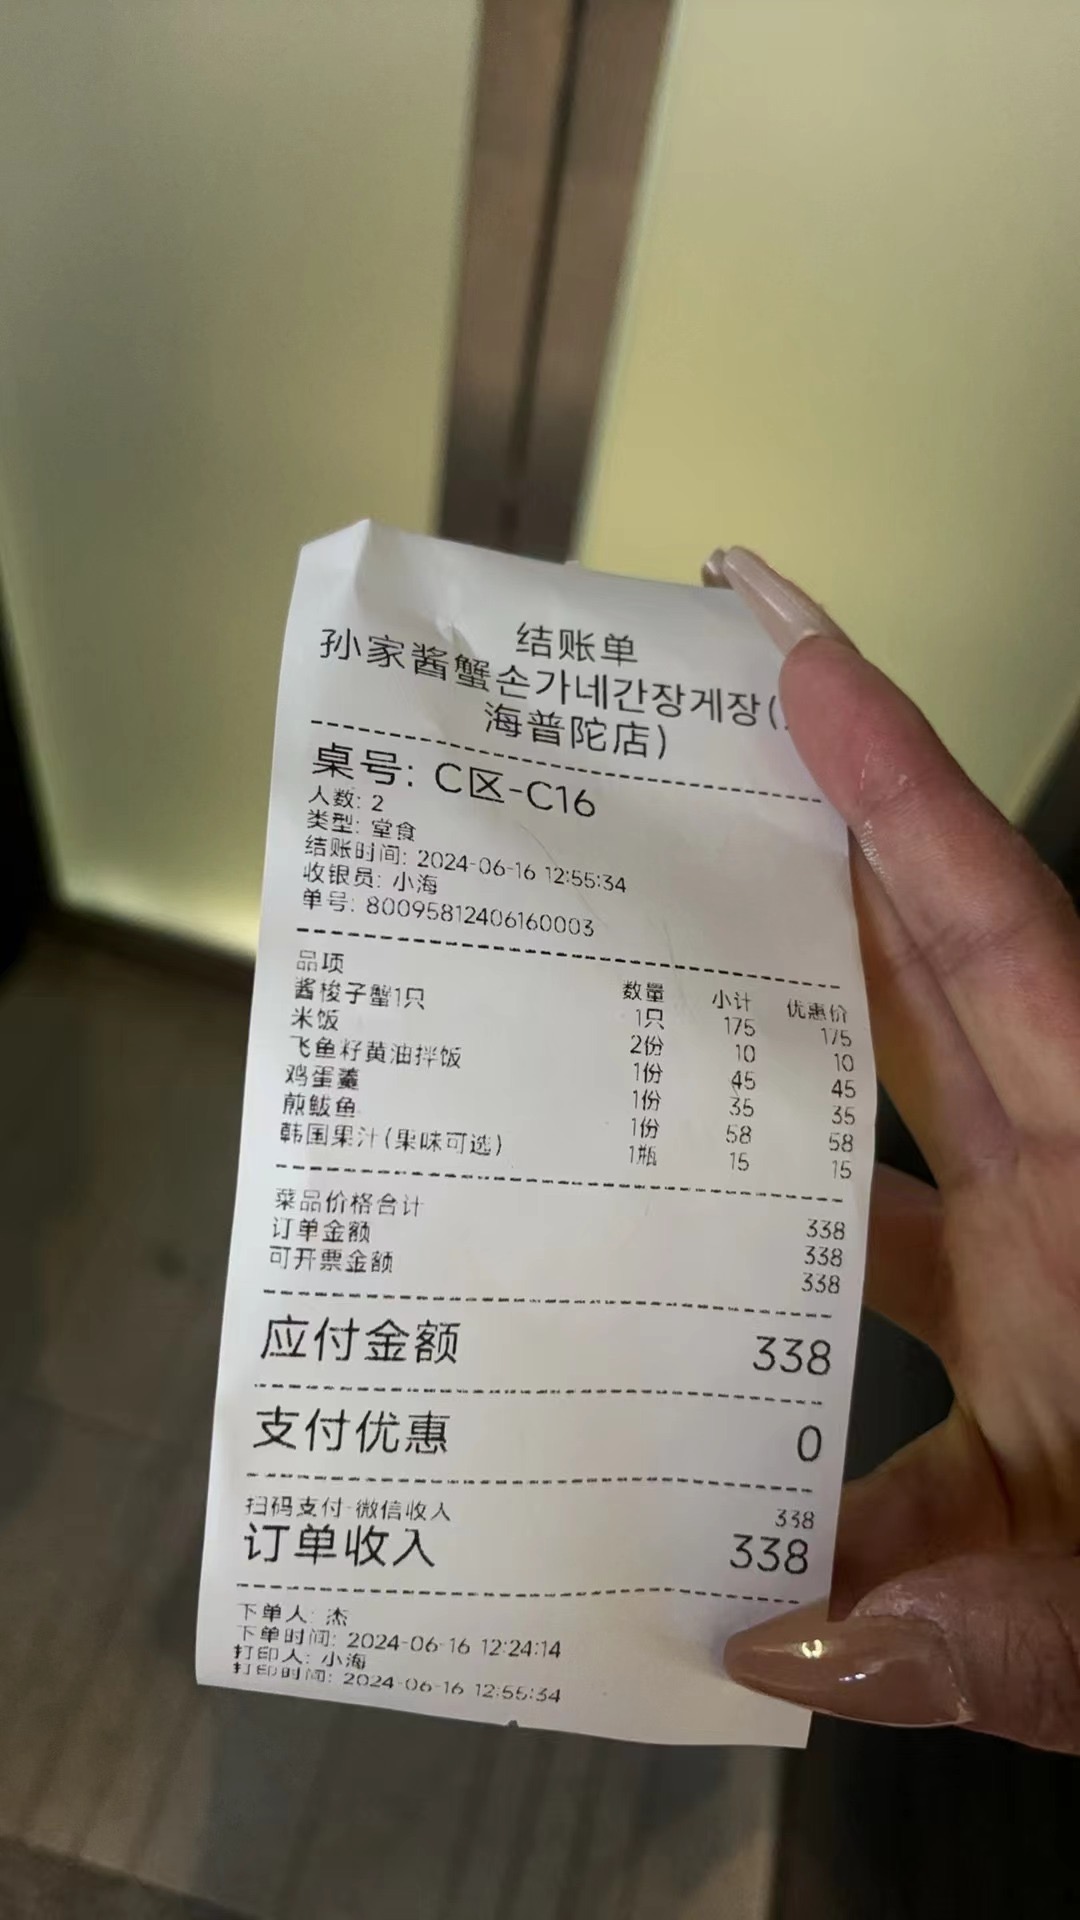 结账单
孙家酱蟹손가네간장게장(
海普陀店)
桌号: C区-C16
人数: 2
类型: 堂食
结账时间: 2024-06-16 12:55:34
收银员: 小海
单号: 80095812406160003
品项 数量 小计 优惠价
酱梭子蟹1只 1只 175 175
米饭 2份 10 10
飞鱼籽黄油拌饭 1份 45 45
鸡蛋羹 1份 35 35
煎鲅鱼 1份 58 58
韩国果汁(果味可选) 1瓶 15 15
菜品价格合计 338
订单金额 338
可开票金额 338
应付金额 338
支付优惠 0
扫码支付-微信收入 338
订单收入 338
下单人: 杰
下单时间: 2024-06-16 12:24:14
打印人: 小海
打印时间: 2024-06-16 12:55:34